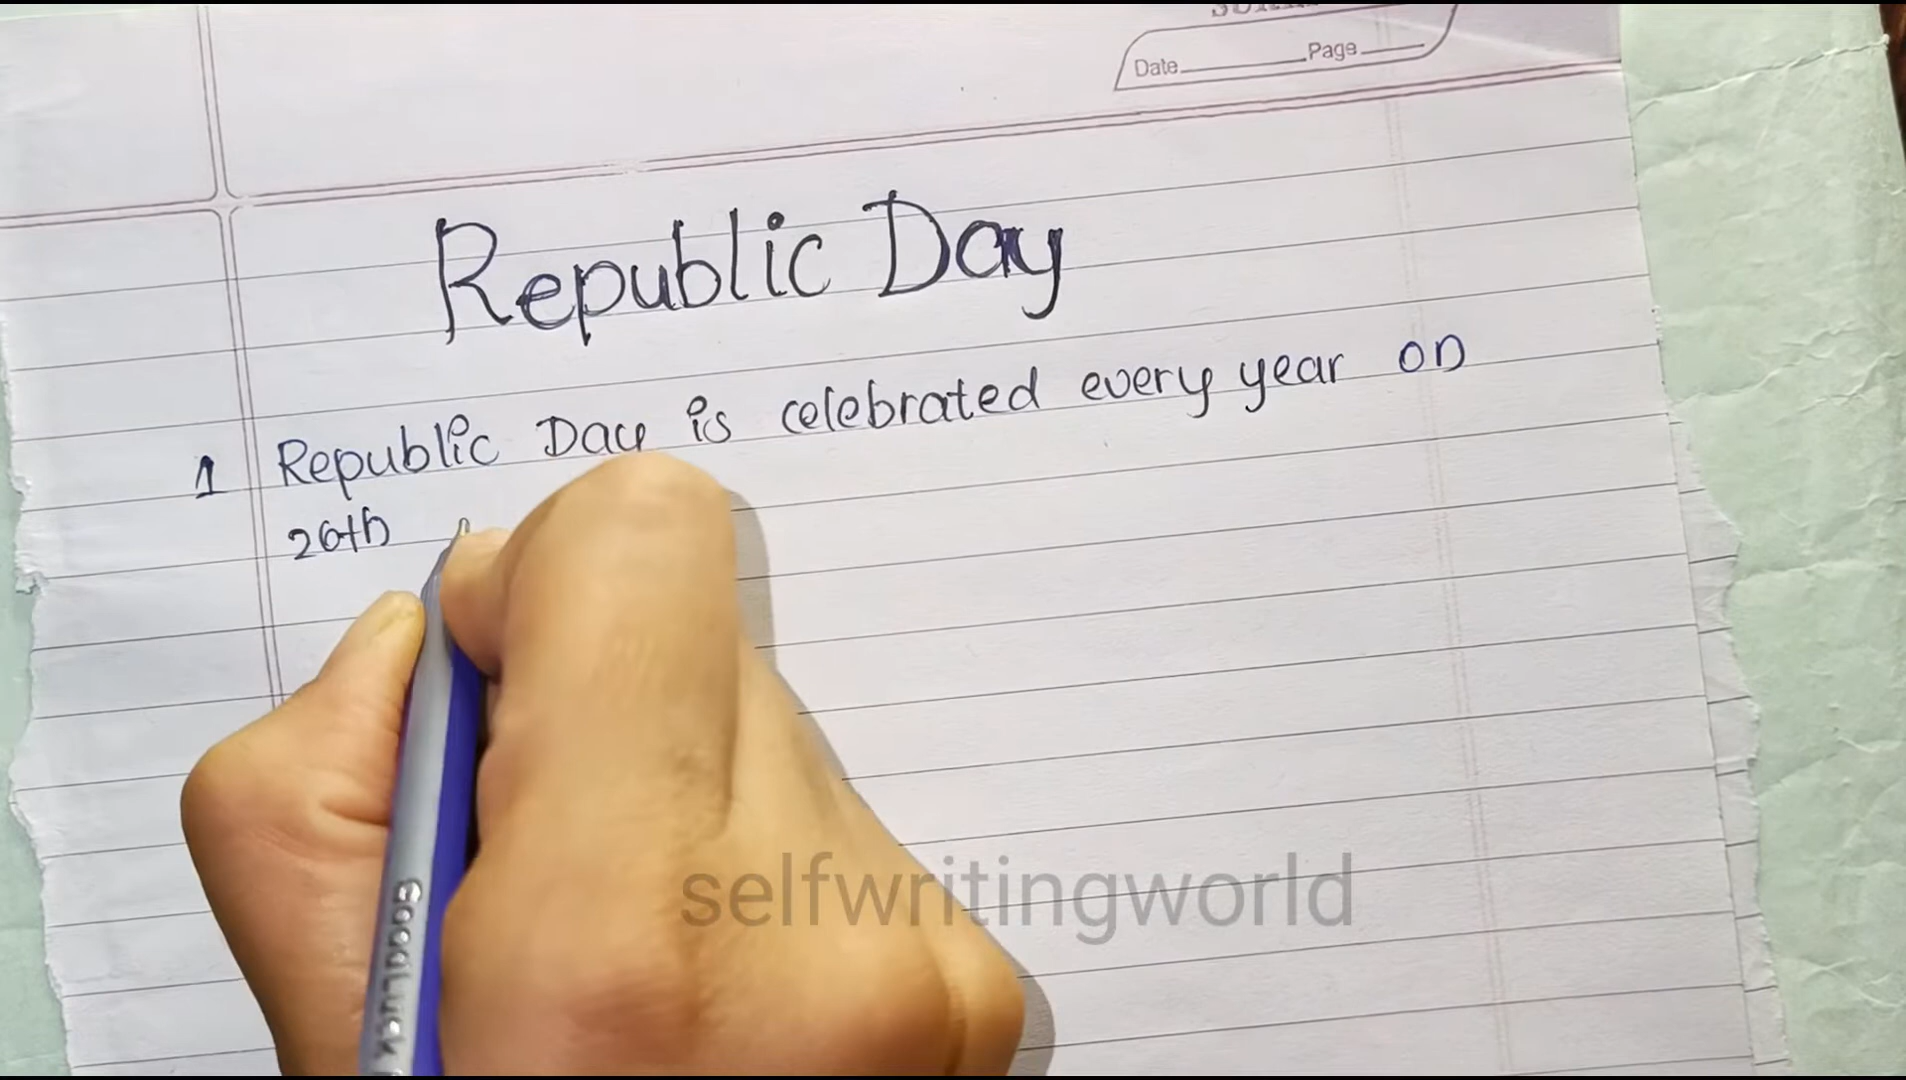 Date Page
Republic Day
1 Republic Day is celebrated every year on
26th
selfwritingworld
GoodLuck